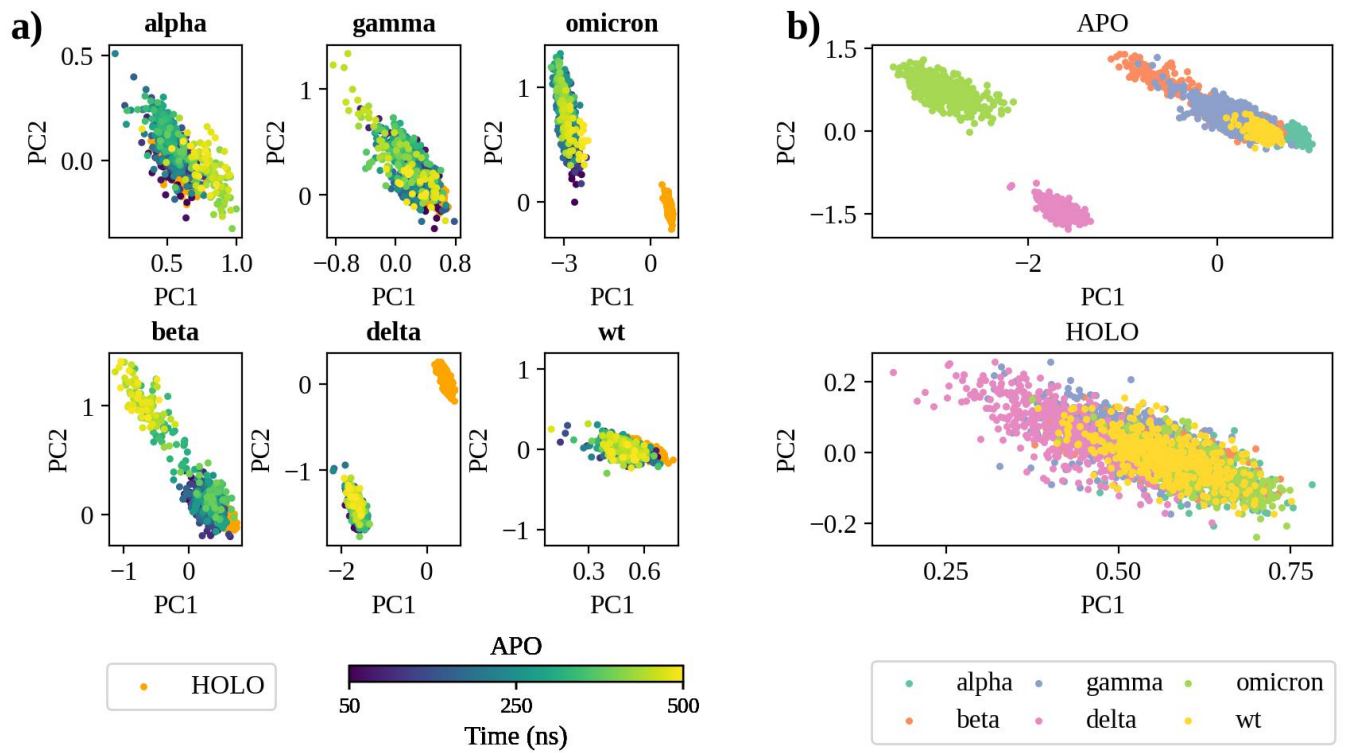 a)
alpha
gamma
omicron
0.5
0.0
PC2
0.5
1.0
PC1
1
0
PC2
−0.8
0.0
0.8
PC1
1
0
PC2
−3
0
PC1
beta
delta
wt
1
0
PC2
−1
0
PC1
0
−1
PC2
−2
0
PC1
1
0
−1
PC2
0.3
0.6
PC1
HOLO
APO
50
250
500
Time (ns)
b)
APO
1.5
0.0
−1.5
PC2
−2
0
PC1
HOLO
0.2
0.0
−0.2
PC2
0.25
0.50
0.75
PC1
alpha
gamma
omicron
beta
delta
wt